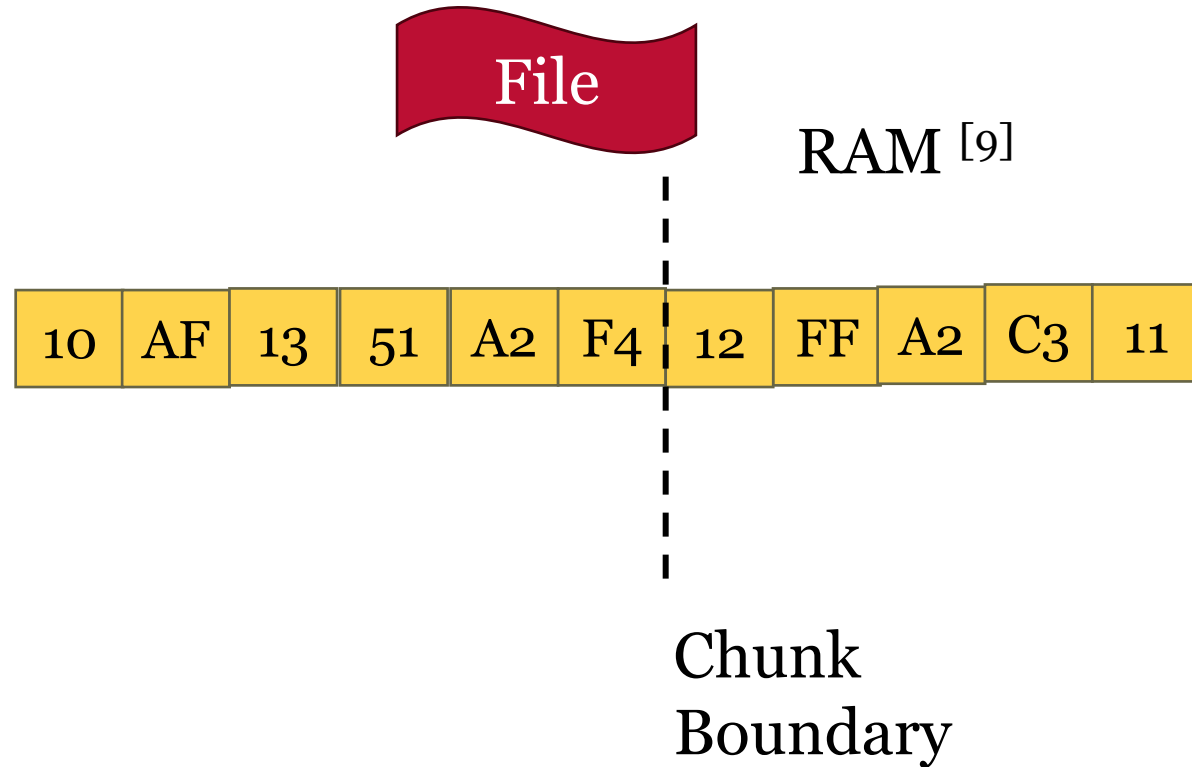 File
RAM [9]
10 AF 13 51 A2 F4 12 FF A2 C3 11
Chunk
Boundary